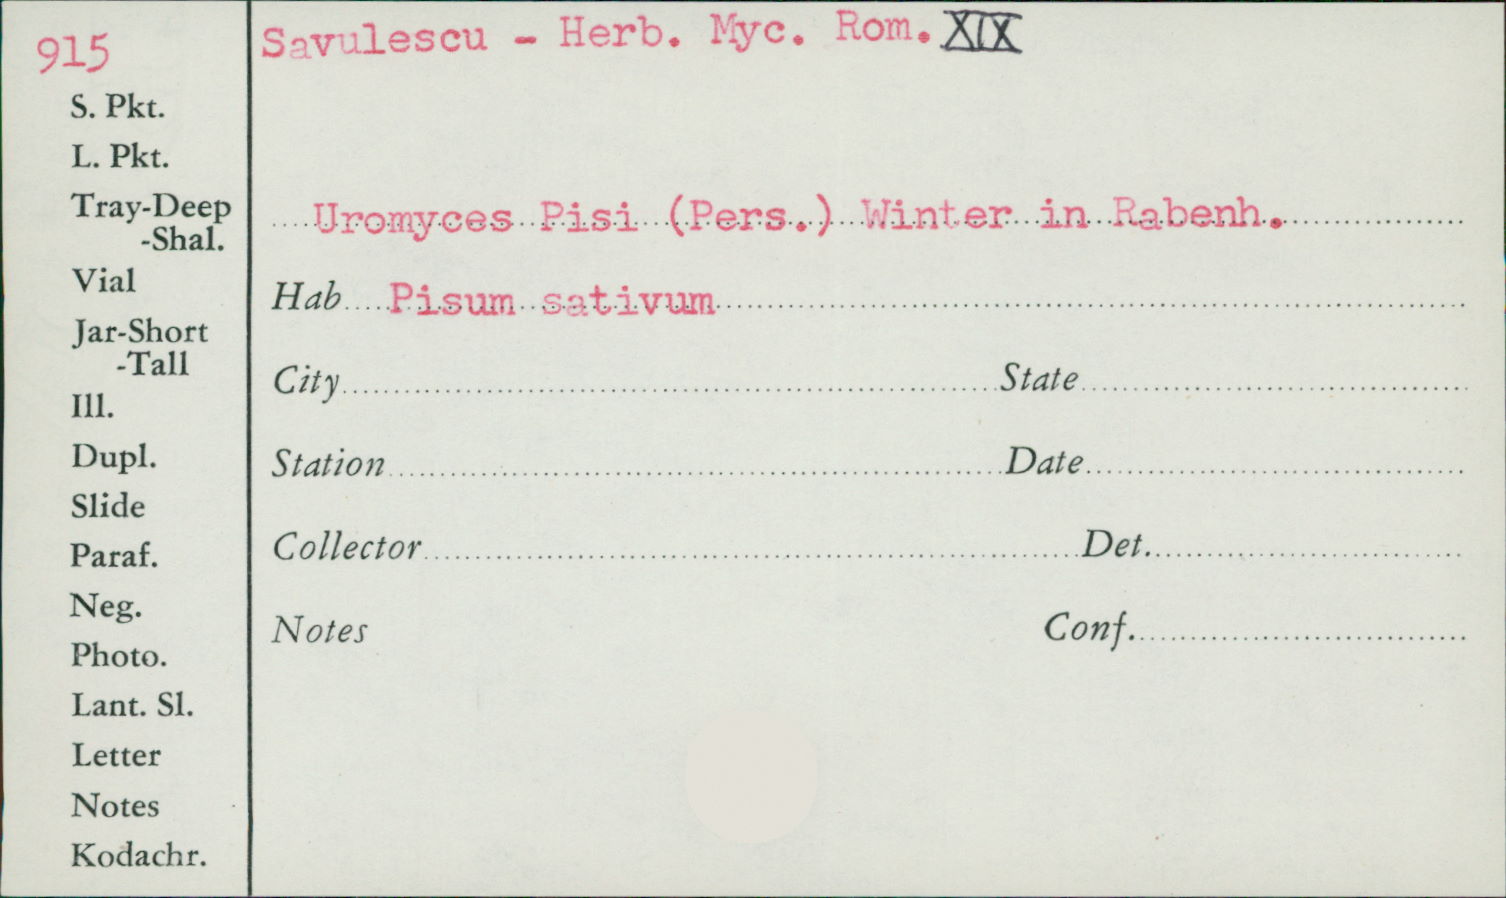 915
Savulescu - Herb. Myc. Rom. XIX
S. Pkt.
L. Pkt.
Tray-Deep
-Shal.
Vial
Jar-Short
-Tall
Ill.
Dupl.
Slide
Paraf.
Neg.
Photo.
Lant. Sl.
Letter
Notes
Kodachr.
Uromyces Pisi (Pers.) Winter in Rabenh.
Hab Pisum sativum
City State
Station Date
Collector Det.
Notes Conf.